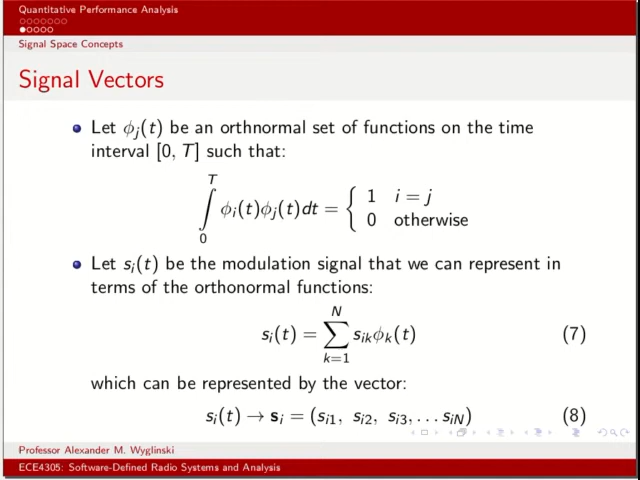 Quantitative Performance Analysis
Signal Space Concepts
Signal Vectors
Let ϕj(t) be an orthnormal set of functions on the time
interval [0, T] such that:
∫₀ᵀ ϕi(t)ϕj(t)dt = { 1 i = j
0 otherwise
Let si(t) be the modulation signal that we can represent in
terms of the orthonormal functions:
si(t) = ∑_{k=1}^{N} sikϕk(t) (7)
which can be represented by the vector:
si(t) → si = (si1, si2, si3, . . . siN) (8)
Professor Alexander M. Wyglinski
ECE4305: Software-Defined Radio Systems and Analysis